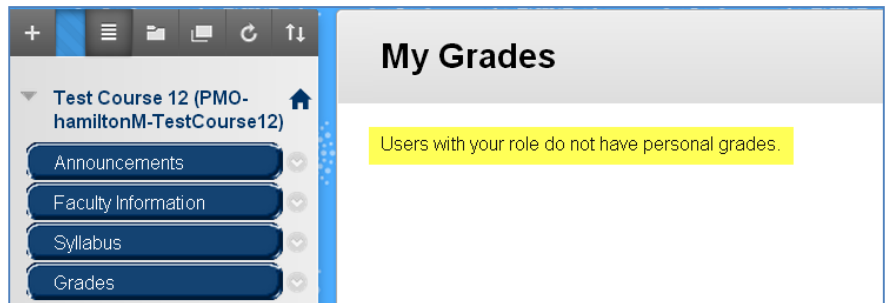 My Grades
Test Course 12 (PMO-
hamiltonM-TestCourse12)
Users with your role do not have personal grades.
Announcements
Faculty Information
Syllabus
Grades